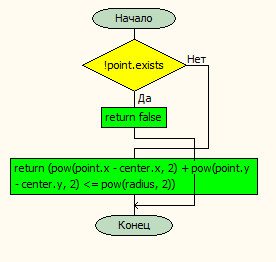 Начало
!point.exists
Нет
Да
return false
return (pow(point.x - center.x, 2) + pow(point.y
- center.y, 2) <= pow(radius, 2))
Конец